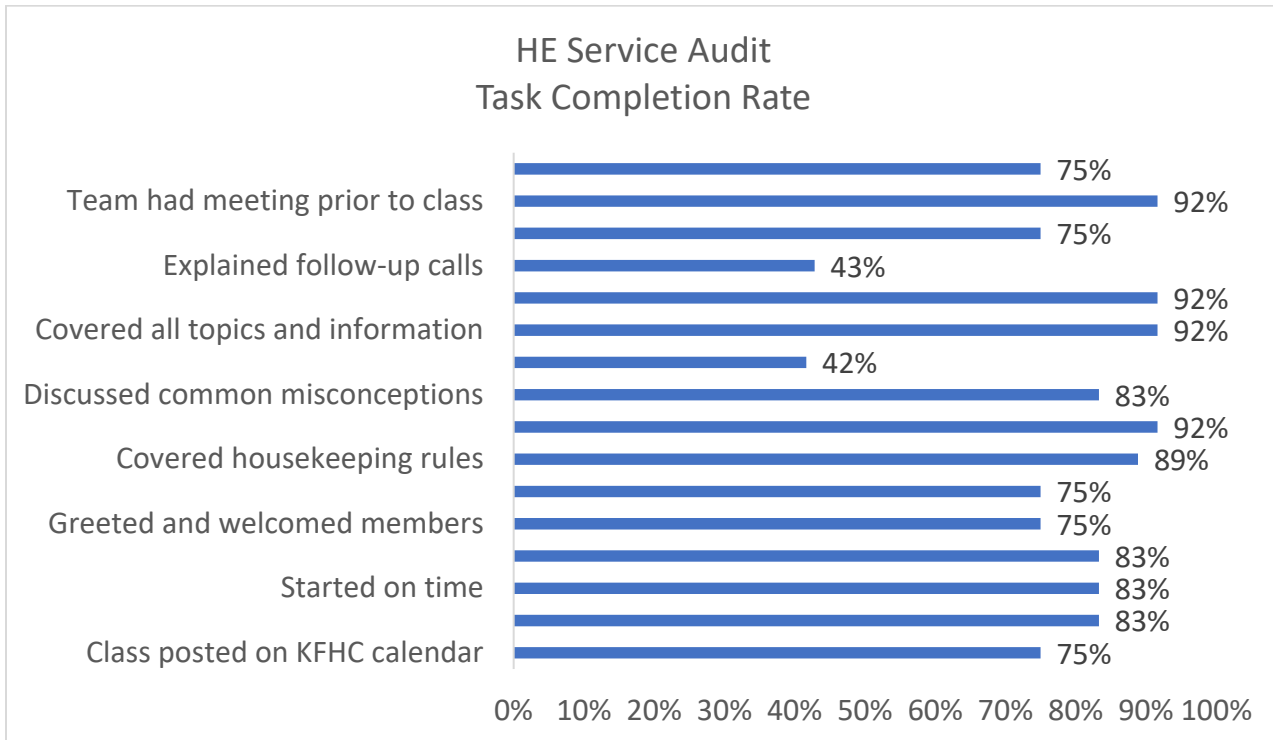 HE Service Audit
Task Completion Rate
75%
Team had meeting prior to class 92%
75%
Explained follow-up calls 43%
92%
Covered all topics and information 92%
42%
Discussed common misconceptions 83%
92%
Covered housekeeping rules 89%
75%
Greeted and welcomed members 75%
83%
Started on time 83%
83%
Class posted on KFHC calendar 75%
0% 10% 20% 30% 40% 50% 60% 70% 80% 90% 100%